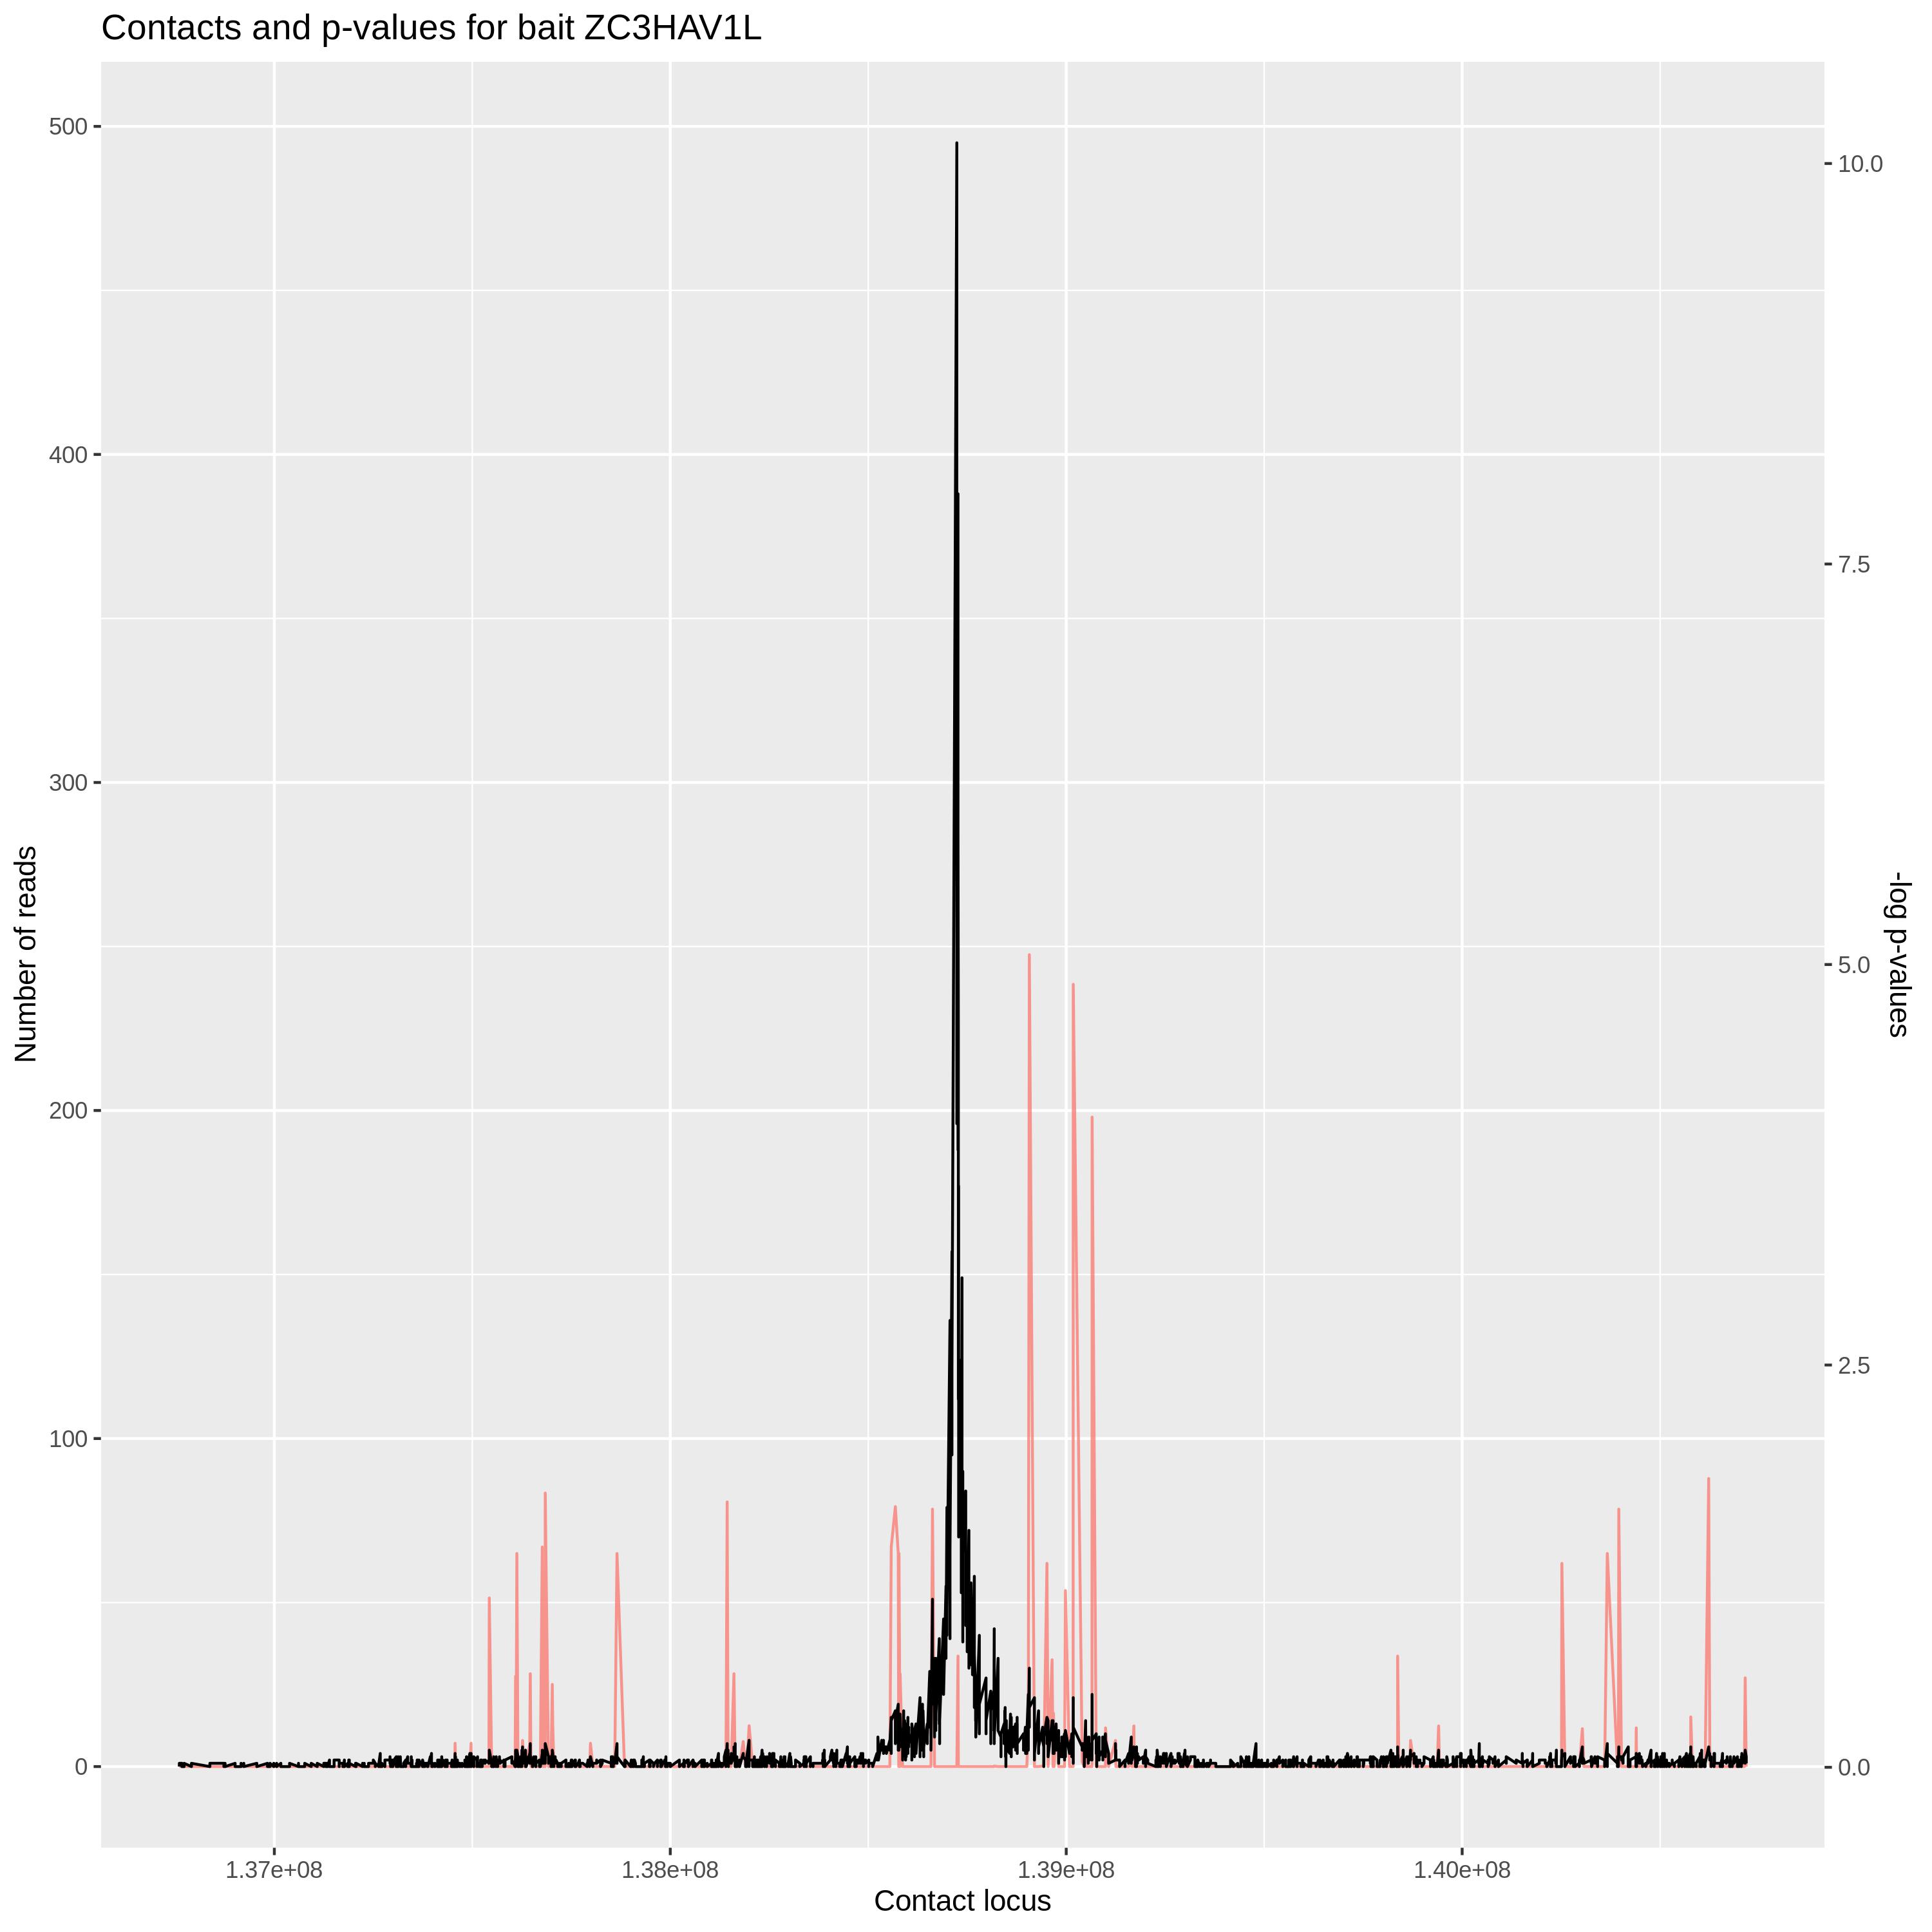 Contacts and p-values for bait ZC3HAV1L
500
400
300
200
100
0
Number of reads
10.0
7.5
5.0
2.5
0.0
-log p-values
1.37e+08
1.38e+08
1.39e+08
1.40e+08
Contact locus